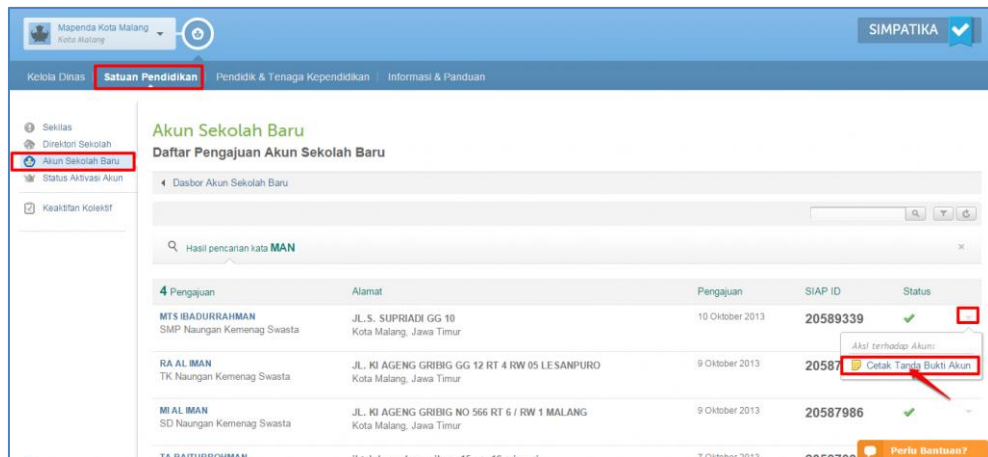 Mapenda Kota Malang
Kota Malang
SIMPATIKA
Kelola Dinas
Satuan Pendidikan
Pendidik & Tenaga Kependidikan
Informasi & Panduan
Sekilas
Direktori Sekolah
Akun Sekolah Baru
Status Aktivasi Akun
Keaktifan Kolektif
Akun Sekolah Baru
Daftar Pengajuan Akun Sekolah Baru
Dasbor Akun Sekolah Baru
Hasil pencarian kata MAN
4 Pengajuan Alamat Pengajuan SIAP ID Status
MTS IBADURRAHMAN JL.S. SUPRIADI GG 10 10 Oktober 2013 20589339
SMP Naungan Kemenag Swasta Kota Malang, Jawa Timur
Aksi terhadap Akun:
Cetak Tanda Bukti Akun
RA AL IMAN JL. KI AGENG GRIBIG GG 12 RT 4 RW 05 LESANPURO 9 Oktober 2013 20587
TK Naungan Kemenag Swasta Kota Malang, Jawa Timur
MI AL IMAN JL. KI AGENG GRIBIG NO 566 RT 6 / RW 1 MALANG 9 Oktober 2013 20587986
SD Naungan Kemenag Swasta Kota Malang, Jawa Timur
TA BAITURROHMAN 7 Oktober 2013
Perlu Bantuan?